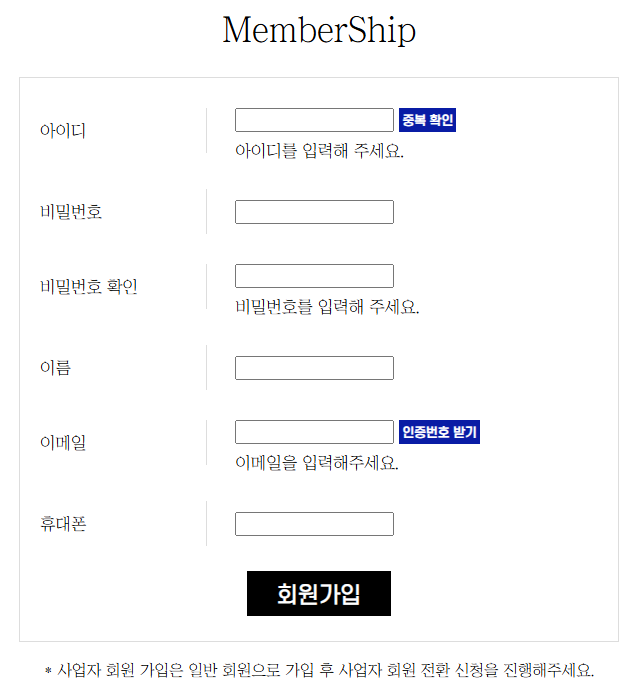 MemberShip
아이디
중복 확인
아이디를 입력해 주세요.
비밀번호
비밀번호 확인
비밀번호를 입력해 주세요.
이름
이메일
인증번호 받기
이메일을 입력해주세요.
휴대폰
회원가입
* 사업자 회원 가입은 일반 회원으로 가입 후 사업자 회원 전환 신청을 진행해주세요.